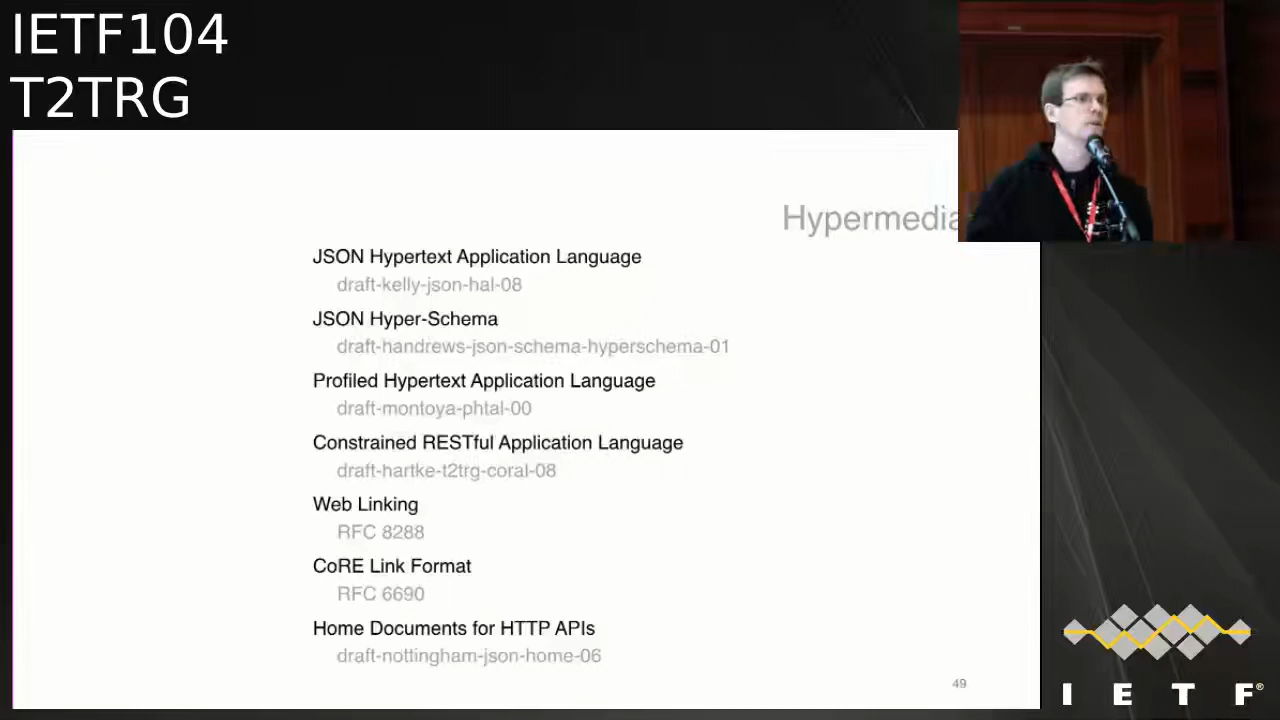 IETF104
T2TRG
Hypermedia
JSON Hypertext Application Language
draft-kelly-json-hal-08
JSON Hyper-Schema
draft-handrews-json-schema-hyperschema-01
Profiled Hypertext Application Language
draft-montoya-phtal-00
Constrained RESTful Application Language
draft-hartke-t2trg-coral-08
Web Linking
RFC 8288
CoRE Link Format
RFC 6690
Home Documents for HTTP APIs
draft-nottingham-json-home-06
49
I E T F®